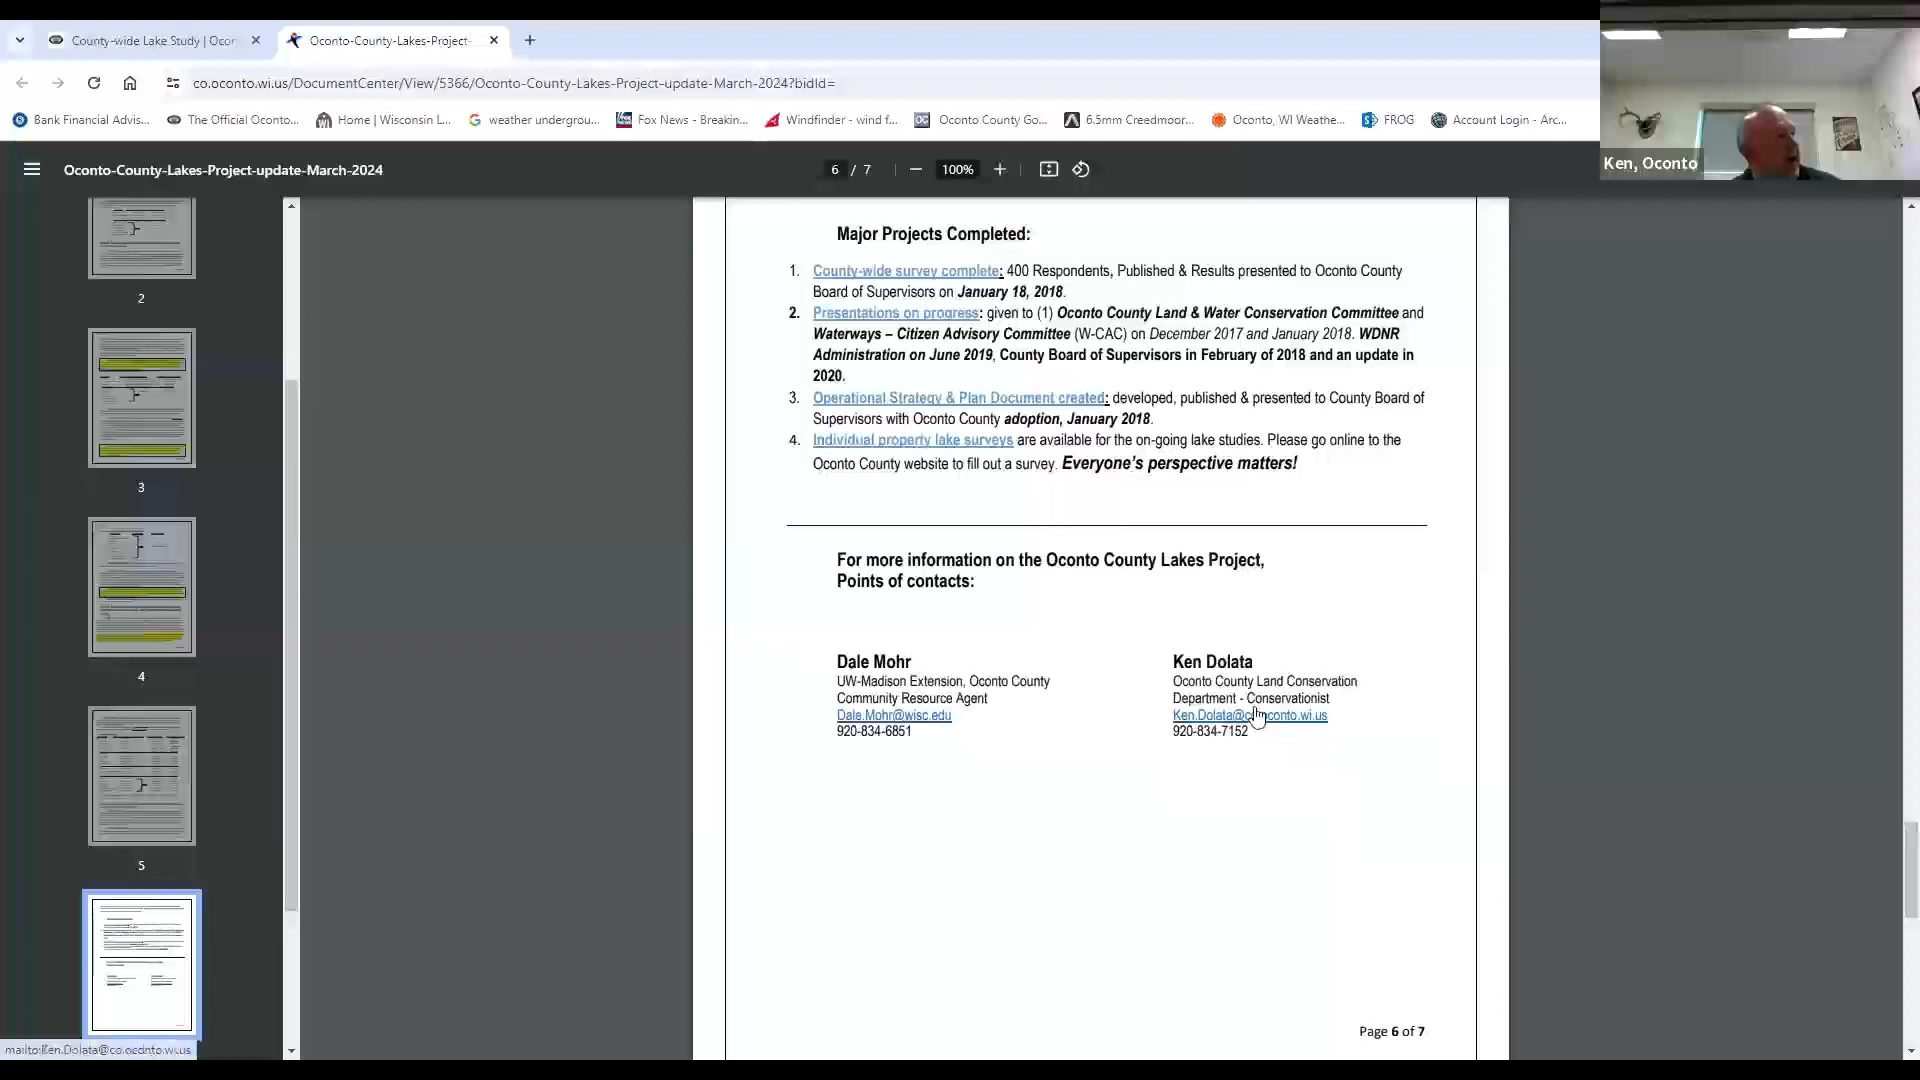 County-wide Lake Study | Ocor
Oconto-County-Lakes-Project-
co.oconto.wi.us/DocumentCenter/View/5366/Oconto-County-Lakes-Project-update-March-2024?bidId=
Bank Financial Advis...
The Official Oconto...
Home | Wisconsin L...
weather undergrou...
Fox News - Breakin...
Windfinder - wind f...
Oconto County Go...
6.5mm Creedmoor...
Oconto, WI Weathe...
FROG
Account Login - Arc...
Ken, Oconto
Oconto-County-Lakes-Project-update-March-2024
6 / 7
100%
2
3
4
5
Major Projects Completed:
1. County-wide survey complete: 400 Respondents, Published & Results presented to Oconto County
Board of Supervisors on January 18, 2018.
2. Presentations on progress: given to (1) Oconto County Land & Water Conservation Committee and
Waterways – Citizen Advisory Committee (W-CAC) on December 2017 and January 2018. WDNR
Administration on June 2019, County Board of Supervisors in February of 2018 and an update in
2020.
3. Operational Strategy & Plan Document created: developed, published & presented to County Board of
Supervisors with Oconto County adoption, January 2018.
4. Individual property lake surveys are available for the on-going lake studies. Please go online to the
Oconto County website to fill out a survey. Everyone's perspective matters!
For more information on the Oconto County Lakes Project,
Points of contacts:
Dale Mohr
UW-Madison Extension, Oconto County
Community Resource Agent
Dale.Mohr@wisc.edu
920-834-6851
Ken Dolata
Oconto County Land Conservation
Department - Conservationist
Ken.Dolata@co.oconto.wi.us
920-834-7152
Page 6 of 7
mailto:Ken.Dolata@co.oconto.wi.us